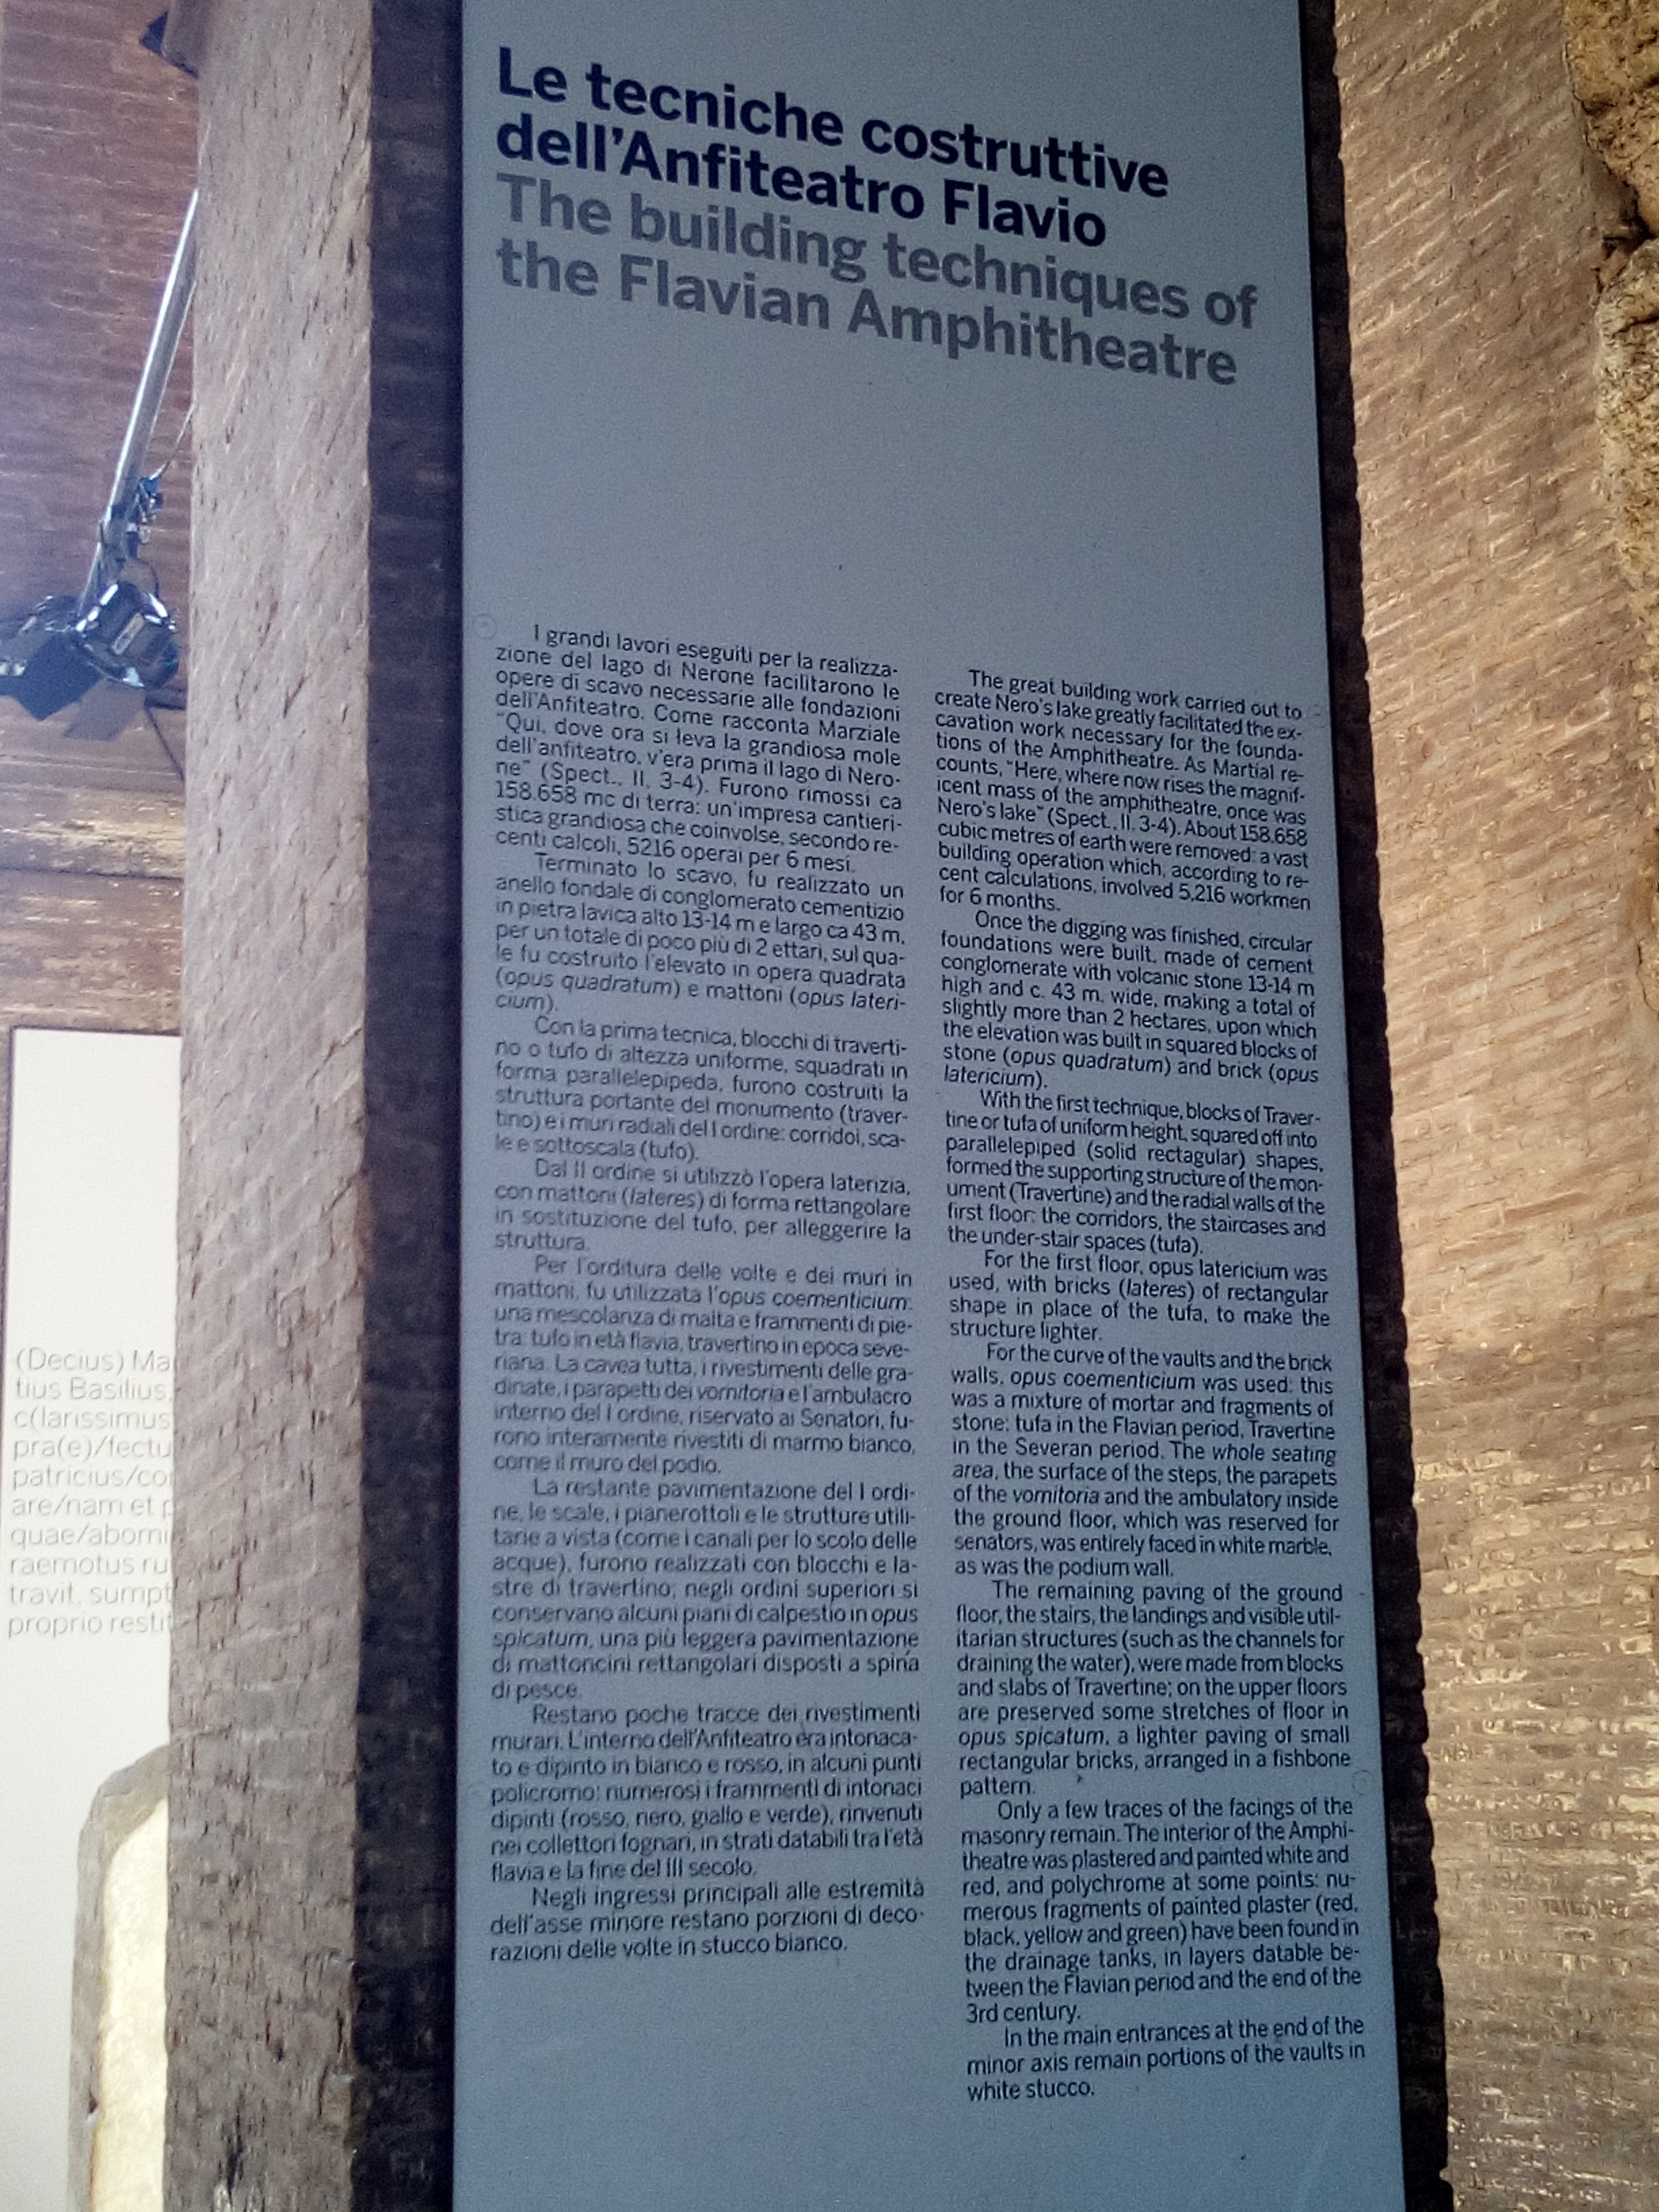 Le tecniche costruttive
dell'Anfiteatro Flavio
The building techniques of
the Flavian Amphitheatre
I grandi lavori eseguiti per la realizza-
zione del lago di Nerone facilitarono le
opere di scavo necessarie alle fondazioni
dell'Anfiteatro. Come racconta Marziale
"Qui, dove ora si leva la grandiosa mole
dell'anfiteatro, v'era prima il lago di Nero-
ne" (Spect., II, 3-4). Furono rimossi ca
158.658 mc di terra: un'impresa cantieri-
stica grandiosa che coinvolse, secondo re-
centi calcoli, 5216 operai per 6 mesi.
Terminato lo scavo, fu realizzato un
anello fondale di conglomerato cementizio
in pietra lavica alto 13-14 m e largo ca 43 m,
per un totale di poco più di 2 ettari, sul qua-
le fu costruito l'elevato in opera quadrata
(opus quadratum) e mattoni (opus lateri-
cium).
Con la prima tecnica, blocchi di traverti-
no o tufo di altezza uniforme, squadrati in
forma parallelepipeda, furono costruiti la
struttura portante del monumento (traver-
tino) e i muri radiali del I ordine: corridoi, sca-
le e sottoscala (tufo).
Dal II ordine si utilizzò l'opera laterizia,
con mattoni (lateres) di forma rettangolare
in sostituzione del tufo, per alleggerire la
struttura.
Per l'orditura delle volte e dei muri in
mattoni, fu utilizzata l'opus coementicium:
una mescolanza di malta e frammenti di pie-
tra: tufo in età flavia, travertino in epoca seve-
riana. La cavea tutta, i rivestimenti delle gra-
dinate, i parapetti dei vomitoria e l'ambulacro
interno del I ordine, riservato ai Senatori, fu-
rono interamente rivestiti di marmo bianco,
come il muro del podio.
La restante pavimentazione del I ordi-
ne, le scale, i pianerottoli e le strutture utili-
tarie a vista (come i canali per lo scolo delle
acque), furono realizzati con blocchi e la-
stre di travertino; negli ordini superiori si
conservano alcuni piani di calpestio in opus
spicatum, una più leggera pavimentazione
di mattoncini rettangolari disposti a spina
di pesce.
Restano poche tracce dei rivestimenti
murari. L'interno dell'Anfiteatro era intonaca-
to e dipinto in bianco e rosso, in alcuni punti
policromo: numerosi i frammenti di intonaci
dipinti (rosso, nero, giallo e verde), rinvenuti
nei collettori fognari, in strati databili tra l'età
flavia e la fine del III secolo.
Negli ingressi principali alle estremità
dell'asse minore restano porzioni di deco-
razioni delle volte in stucco bianco.
The great building work carried out to
create Nero's lake greatly facilitated the ex-
cavation work necessary for the founda-
tions of the Amphitheatre. As Martial re-
counts, "Here, where now rises the magnif-
icent mass of the amphitheatre, once was
Nero's lake" (Spect., II, 3-4). About 158.658
cubic metres of earth were removed: a vast
building operation which, according to re-
cent calculations, involved 5,216 workmen
for 6 months.
Once the digging was finished, circular
foundations were built, made of cement
conglomerate with volcanic stone 13-14 m
high and c. 43 m. wide, making a total of
slightly more than 2 hectares, upon which
the elevation was built in squared blocks of
stone (opus quadratum) and brick (opus
latericium).
With the first technique, blocks of Traver-
tine or tufa of uniform height, squared off into
parallelepiped (solid rectagular) shapes,
formed the supporting structure of the mon-
ument (Travertine) and the radial walls of the
first floor: the corridors, the staircases and
the under-stair spaces (tufa).
For the first floor, opus latericium was
used, with bricks (lateres) of rectangular
shape in place of the tufa, to make the
structure lighter.
For the curve of the vaults and the brick
walls, opus coementicium was used: this
was a mixture of mortar and fragments of
stone: tufa in the Flavian period, Travertine
in the Severan period. The whole seating
area, the surface of the steps, the parapets
of the vomitoria and the ambulatory inside
the ground floor, which was reserved for
senators, was entirely faced in white marble,
as was the podium wall.
The remaining paving of the ground
floor, the stairs, the landings and visible util-
itarian structures (such as the channels for
draining the water), were made from blocks
and slabs of Travertine; on the upper floors
are preserved some stretches of floor in
opus spicatum, a lighter paving of small
rectangular bricks, arranged in a fishbone
pattern.
Only a few traces of the facings of the
masonry remain. The interior of the Amphi-
theatre was plastered and painted white and
red, and polychrome at some points: nu-
merous fragments of painted plaster (red,
black, yellow and green) have been found in
the drainage tanks, in layers datable be-
tween the Flavian period and the end of the
3rd century.
In the main entrances at the end of the
minor axis remain portions of the vaults in
white stucco.
(Decius) Ma
tius Basilius,
c(larissimus
pra(e)/fectu
patricius/co
are/nam et p
quae/abomi
raemotus ru
travit, sumpt
proprio restit